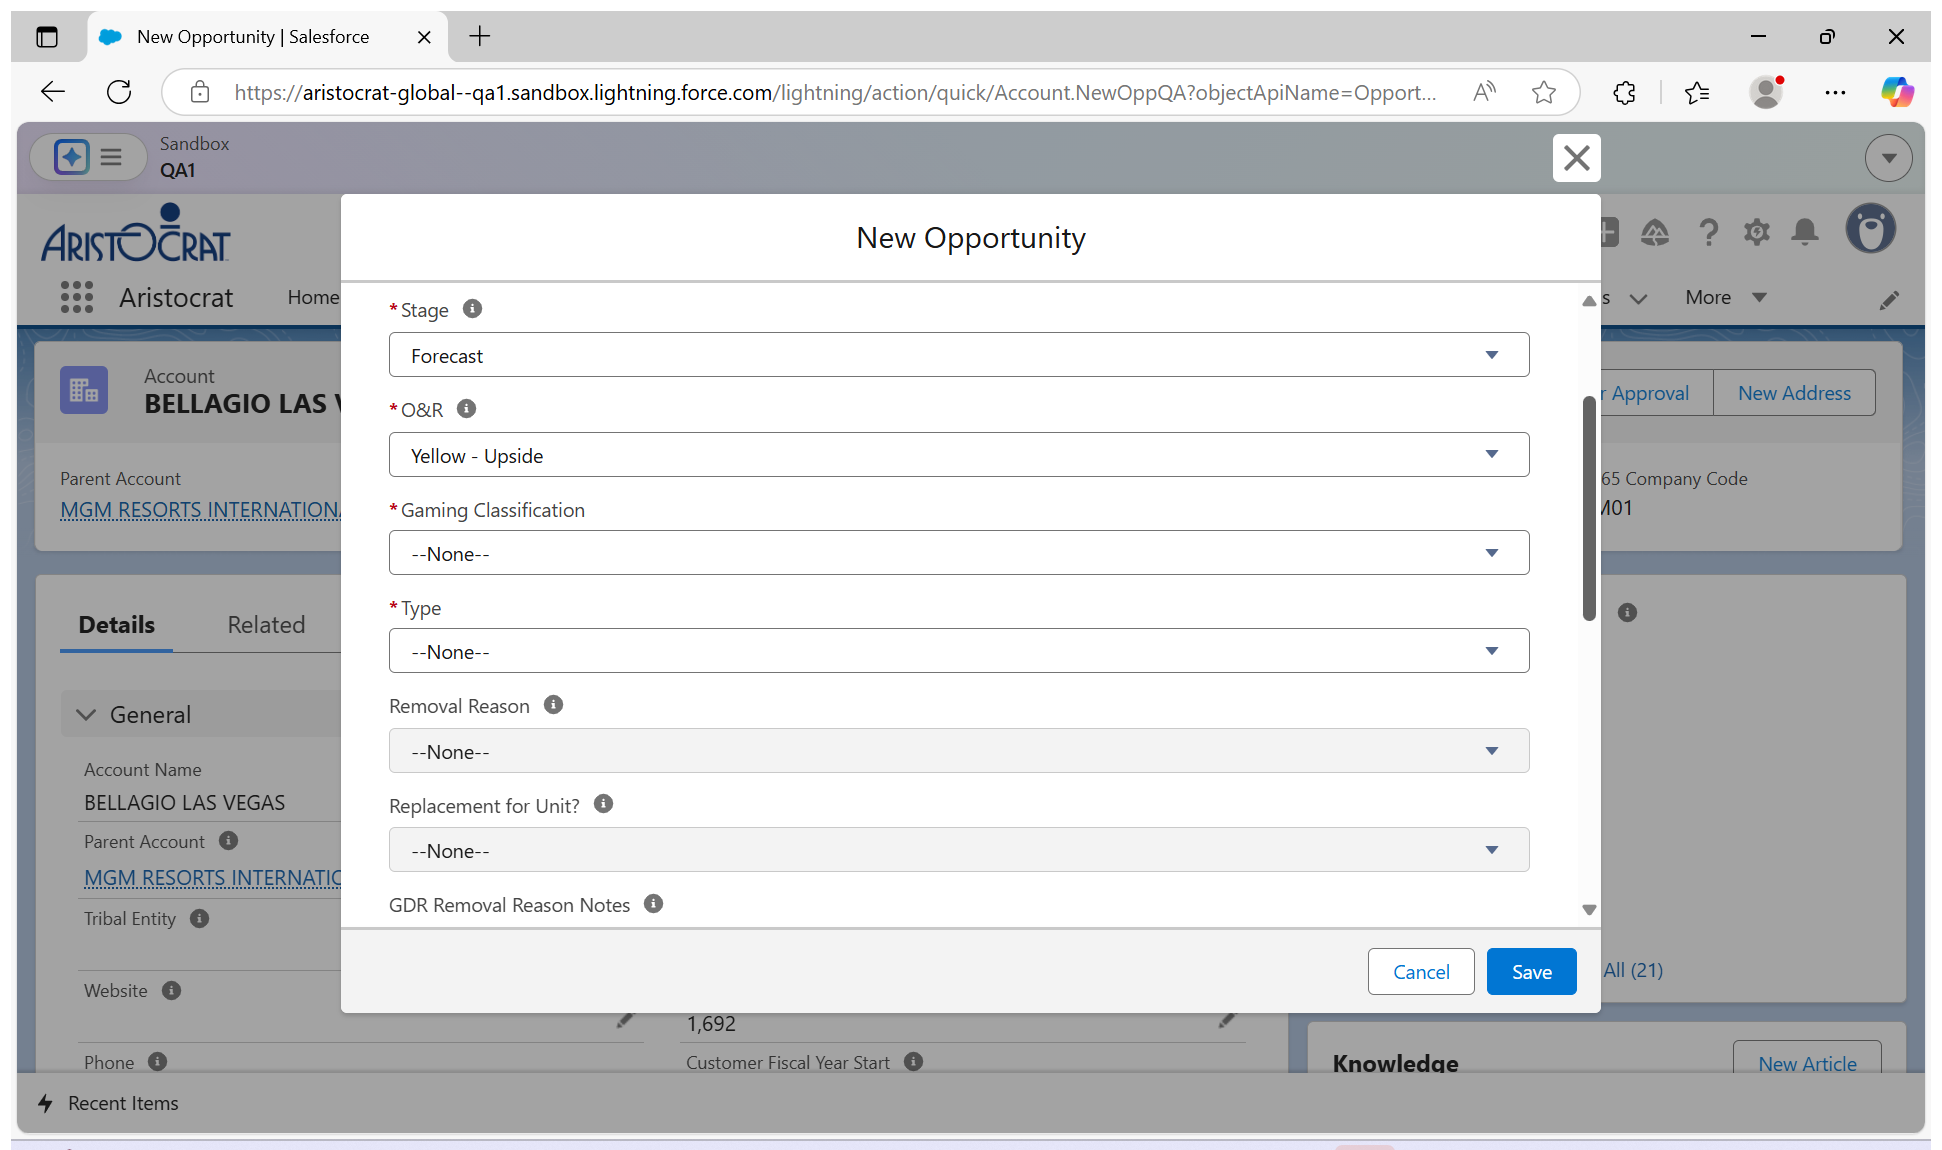 New Opportunity | Salesforce
https://aristocrat-global--qa1.sandbox.lightning.force.com/lightning/action/quick/Account.NewOppQA?objectApiName=Opport...
Sandbox
QA1
ARISTOCRAT
New Opportunity
Aristocrat
Home
s
More
* Stage
Forecast
Account
BELLAGIO LAS
r Approval
New Address
* O&R
Yellow - Upside
Parent Account
MGM RESORTS INTERNATIONA
65 Company Code
M01
* Gaming Classification
--None--
* Type
--None--
Details
Related
Removal Reason
--None--
General
Account Name
BELLAGIO LAS VEGAS
Replacement for Unit?
--None--
Parent Account
MGM RESORTS INTERNATIO
GDR Removal Reason Notes
Tribal Entity
Cancel
Save
All (21)
Website
1,692
Phone
Customer Fiscal Year Start
Knowledge
New Article
Recent Items